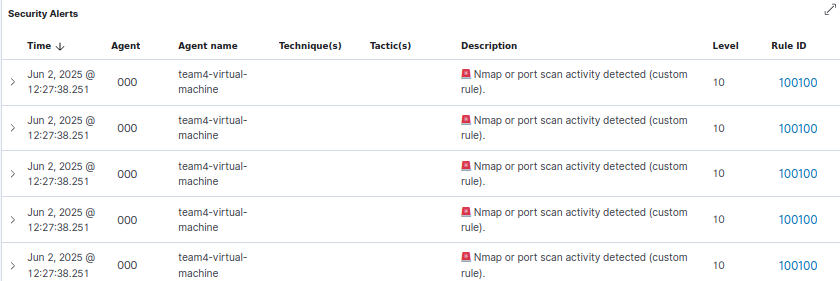 Security Alerts
Time ↓ Agent Agent name Technique(s) Tactic(s) Description Level Rule ID
Jun 2, 2025 @ 12:27:38.251 000 team4-virtual-machine 🚨 Nmap or port scan activity detected (custom rule). 10 100100
Jun 2, 2025 @ 12:27:38.251 000 team4-virtual-machine 🚨 Nmap or port scan activity detected (custom rule). 10 100100
Jun 2, 2025 @ 12:27:38.251 000 team4-virtual-machine 🚨 Nmap or port scan activity detected (custom rule). 10 100100
Jun 2, 2025 @ 12:27:38.251 000 team4-virtual-machine 🚨 Nmap or port scan activity detected (custom rule). 10 100100
Jun 2, 2025 @ 12:27:38.251 000 team4-virtual-machine 🚨 Nmap or port scan activity detected (custom rule). 10 100100